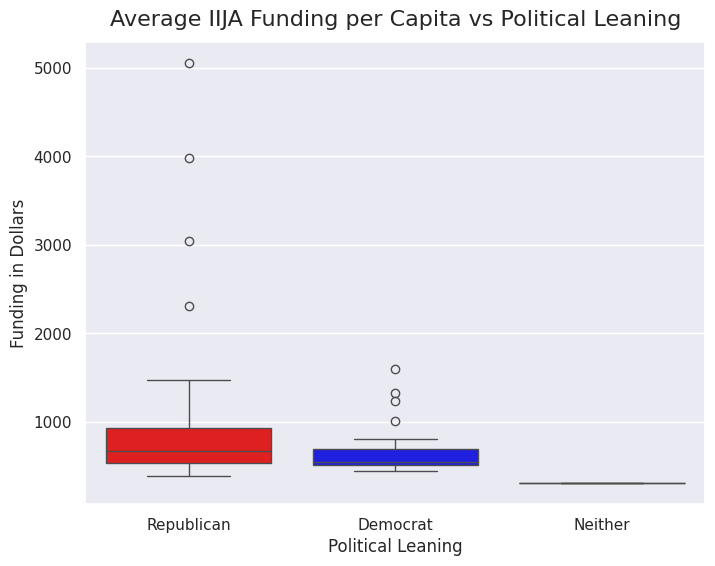 Average IIJA Funding per Capita vs Political Leaning
5000
4000
3000
2000
1000
Funding in Dollars
Republican
Democrat
Neither
Political Leaning